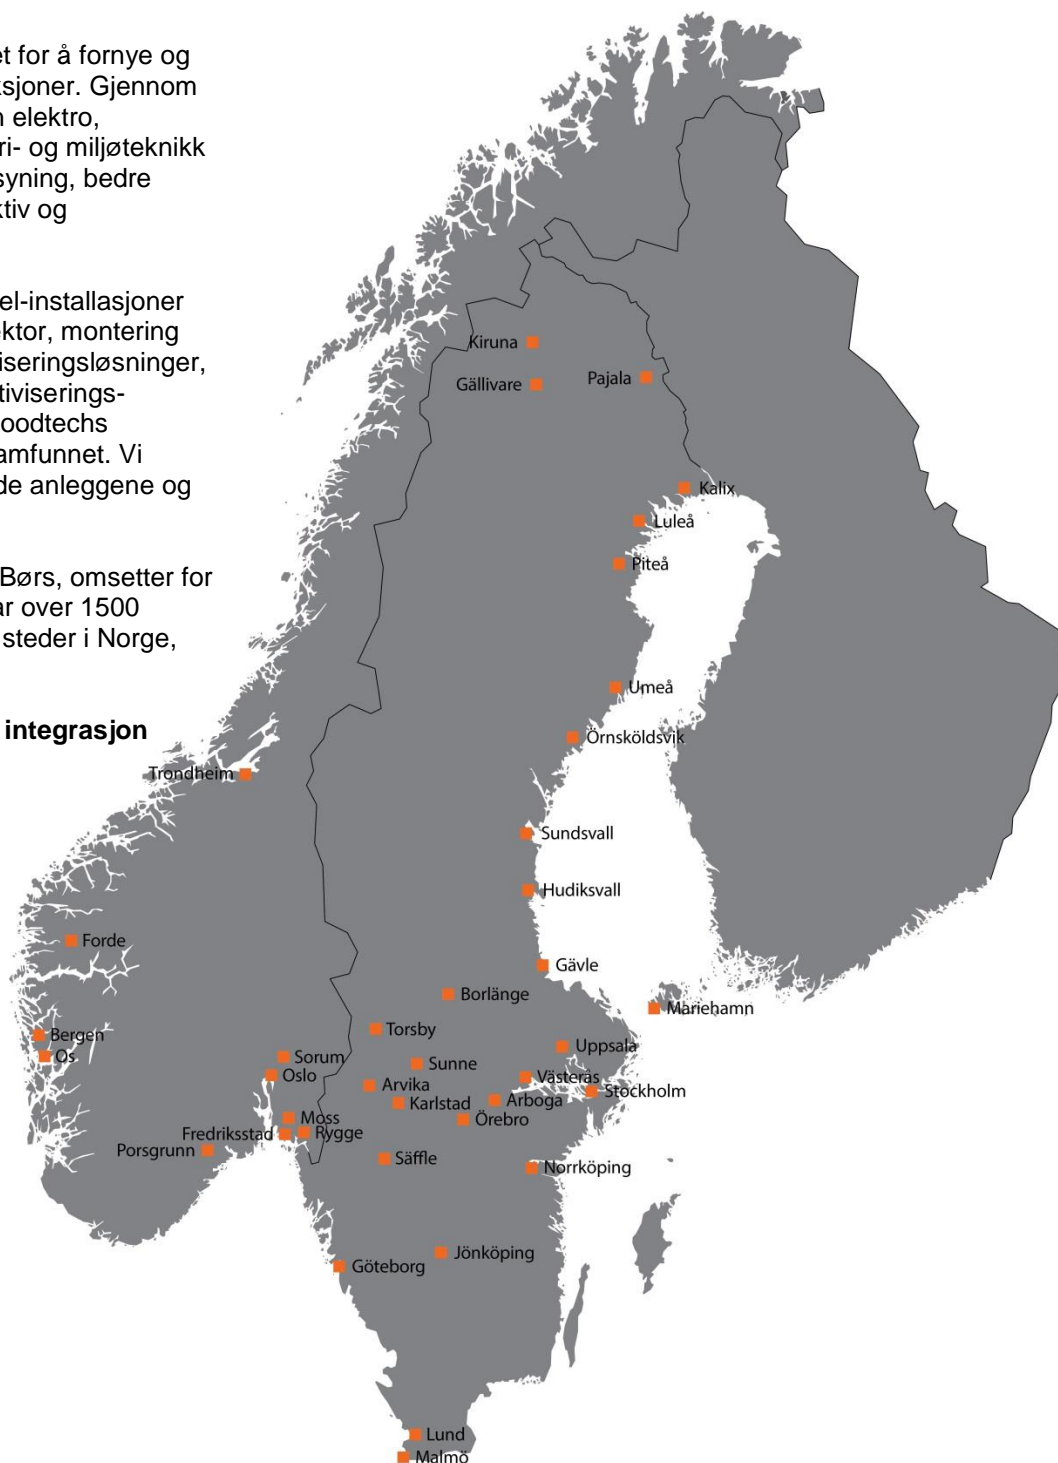 et for å fornye og
ksjoner. Gjennom
n elektro,
ri- og miljøteknikk
syning, bedre
ktiv og
el-installasjoner
ektor, montering
iseringsløsninger,
tiviserings-
oodtechs
amfunnet. Vi
de anleggene og
Børs, omsetter for
ar over 1500
steder i Norge,
integrasjon
Kiruna
Gällivare
Pajala
Kalix
Luleå
Piteå
Umeå
Örnsköldsvik
Trondheim
Sundsvall
Hudiksvall
Forde
Gävle
Borlänge
Mariehamn
Torsby
Bergen
Uppsala
Os
Sorum
Sunne
Oslo
Västerås
Arvika
Stockholm
Karlstad
Arboga
Moss
Örebro
Fredriksstad
Rygge
Porsgrunn
Säffle
Norrköping
Jönköping
Göteborg
Lund
Malmö